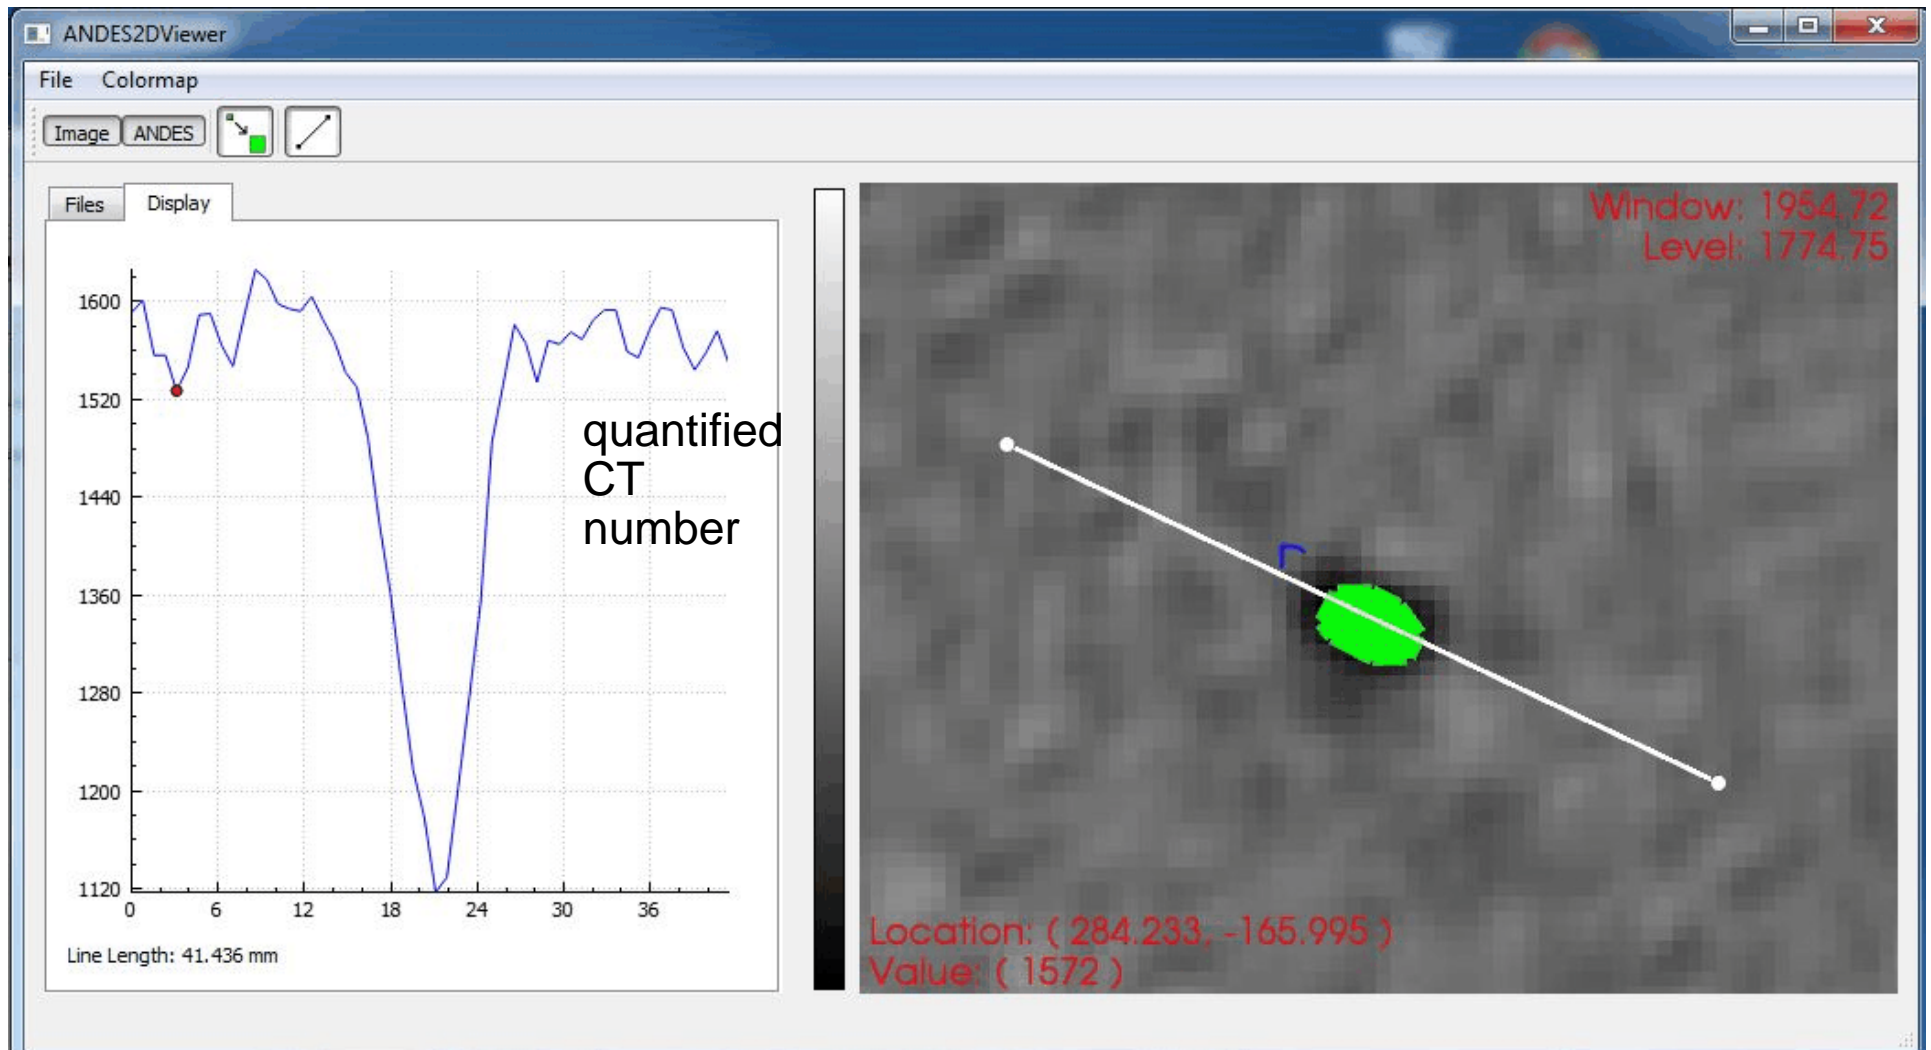 ANDES2DViewer
File Colormap
Image ANDES
Files Display
1600
1520
1440
1360
1280
1200
1120
0 6 12 18 24 30 36
quantified
CT
number
Line Length: 41.436 mm
Window: 1954.72
Level: 1774.75
Location: ( 284.233, -165.995 )
Value: ( 1572 )